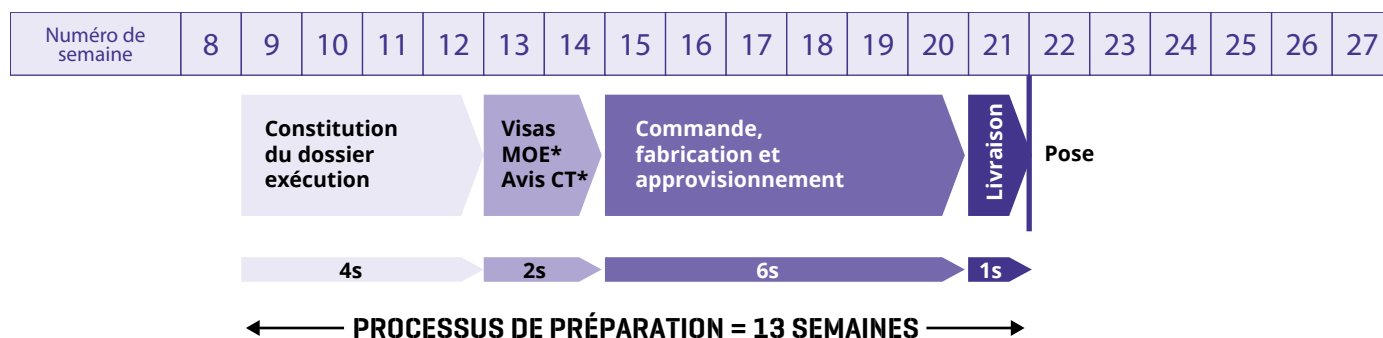 Numéro de
semaine
8 9 10 11 12 13 14 15 16 17 18 19 20 21 22 23 24 25 26 27
Constitution
du dossier
exécution
Visas
MOE*
Avis CT*
Commande,
fabrication et
approvisionnement
Livraison
Pose
4s 2s 6s 1s
PROCESSUS DE PRÉPARATION = 13 SEMAINES